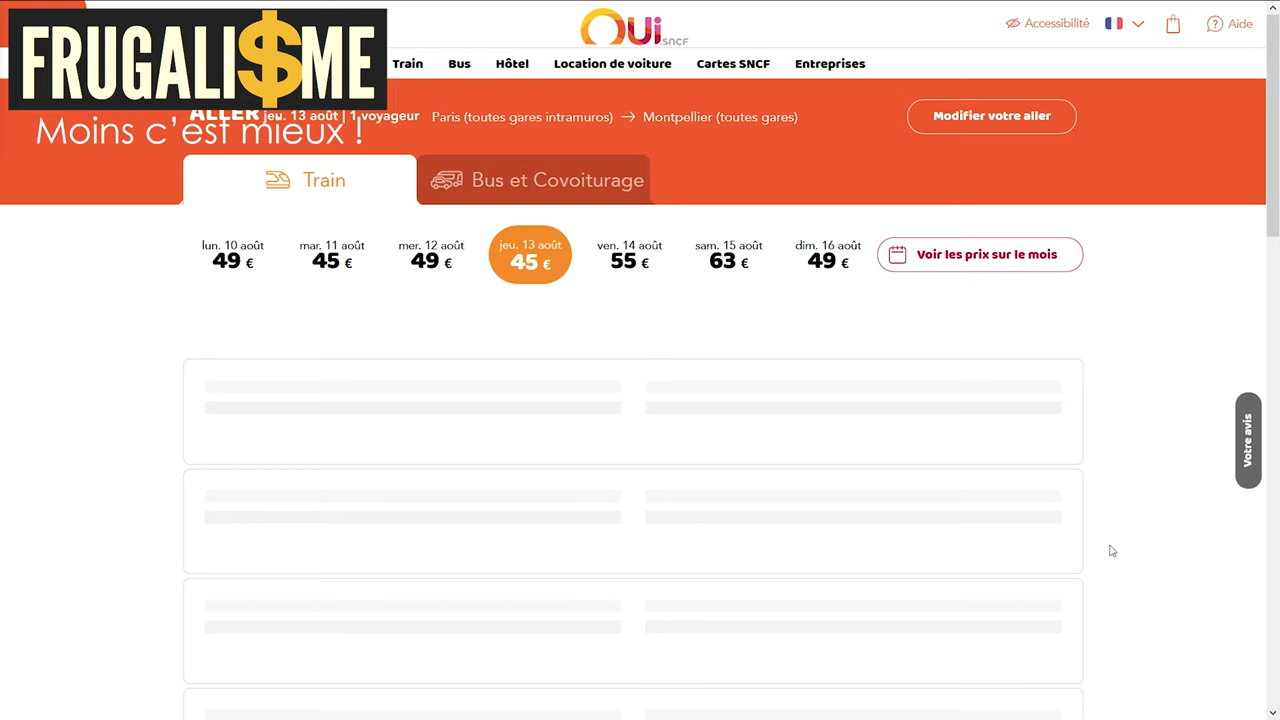 FRUGALI$ME
Moins c’est mieux !
OUi.sncf
Accessibilité
Aide
Train
Bus
Hôtel
Location de voiture
Cartes SNCF
Entreprises
ALLER jeu. 13 août | 1 voyageur
Paris (toutes gares intramuros) → Montpellier (toutes gares)
Modifier votre aller
Train
Bus et Covoiturage
lun. 10 août
49 €
mar. 11 août
45 €
mer. 12 août
49 €
jeu. 13 août
45 €
ven. 14 août
55 €
sam. 15 août
63 €
dim. 16 août
49 €
Voir les prix sur le mois
Votre avis